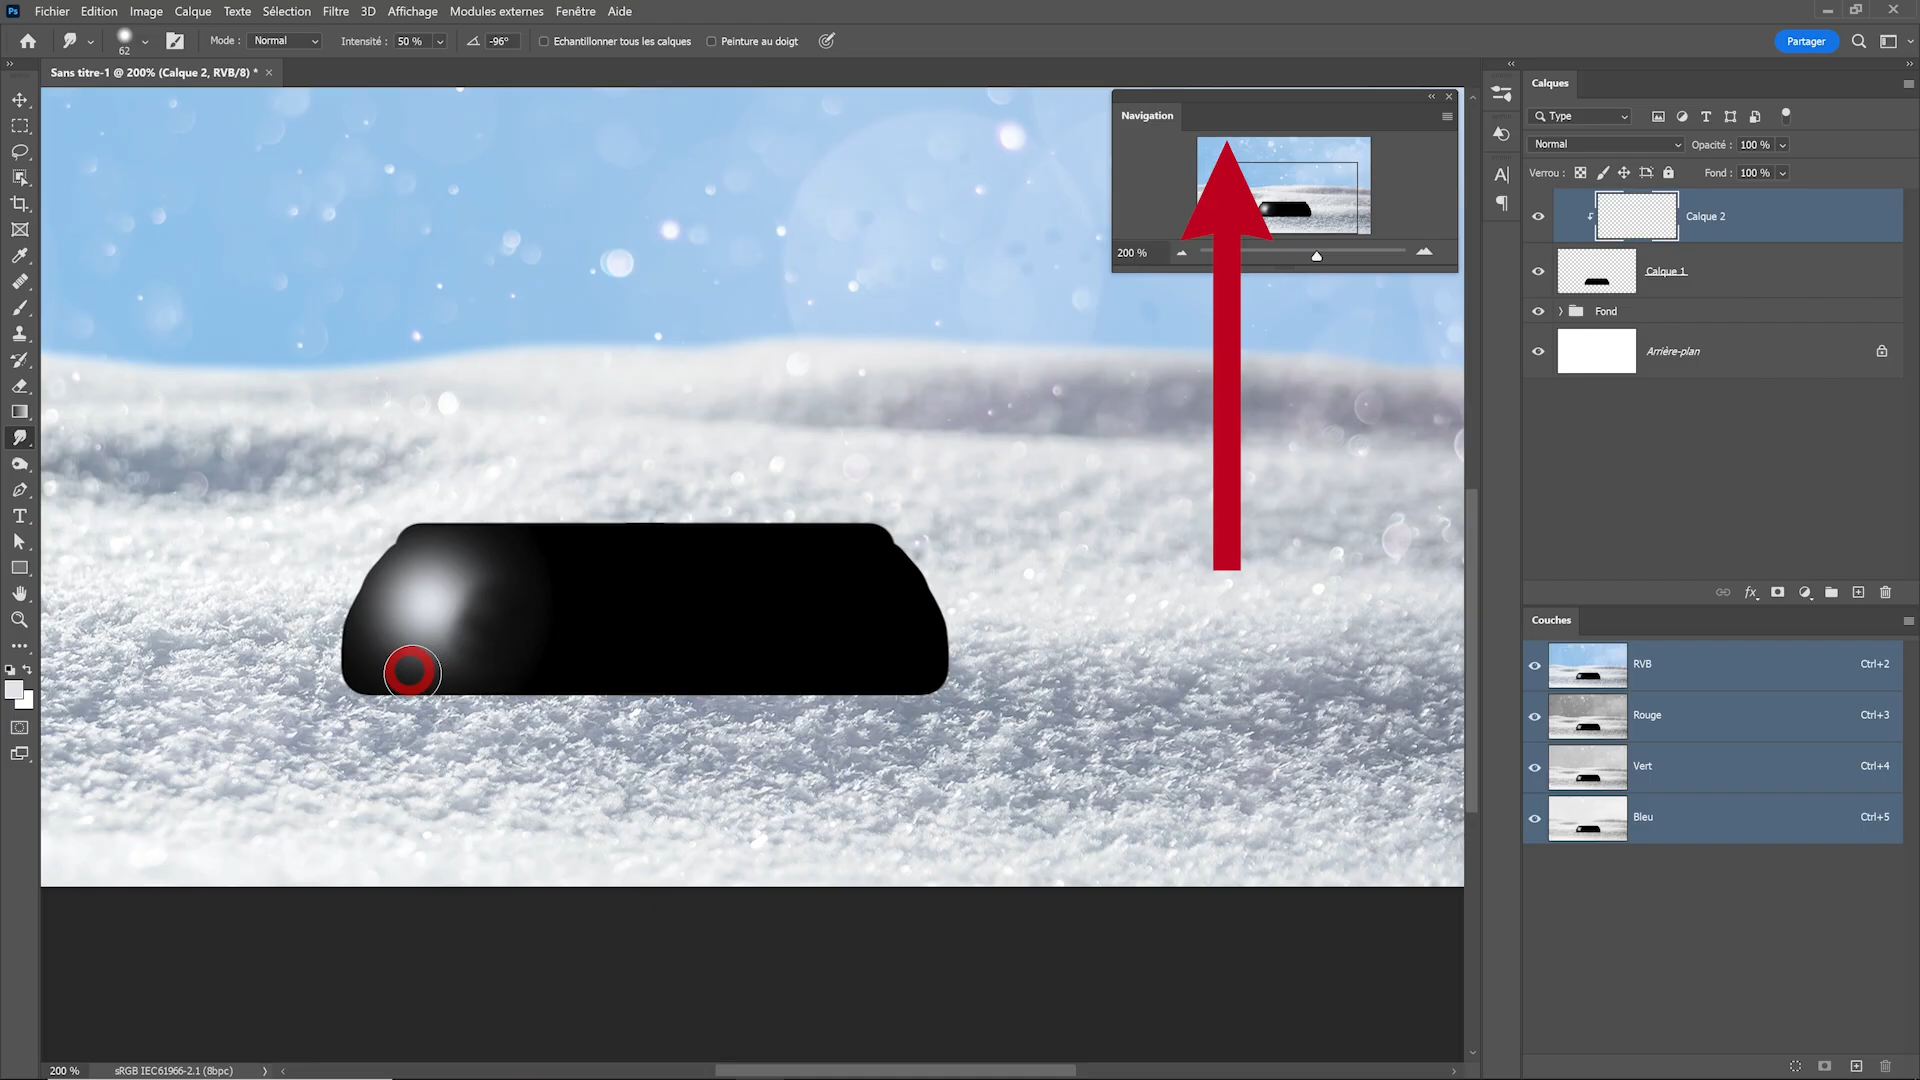 Ps Fichier Edition Image Calque Texte Sélection Filtre 3D Affichage Modules externes Fenêtre Aide
62 Mode : Normal Intensité : 50 % -96° Echantillonner tous les calques Peinture au doigt Partager
Sans titre-1 @ 200% (Calque 2, RVB/8) *
Navigation
200 %
Calques
Type
Normal Opacité : 100 %
Verrou : Fond : 100 %
Calque 2
Calque 1
Fond
Arrière-plan
fx
Couches
RVB Ctrl+2
Rouge Ctrl+3
Vert Ctrl+4
Bleu Ctrl+5
200 % sRGB IEC61966-2.1 (8bpc)